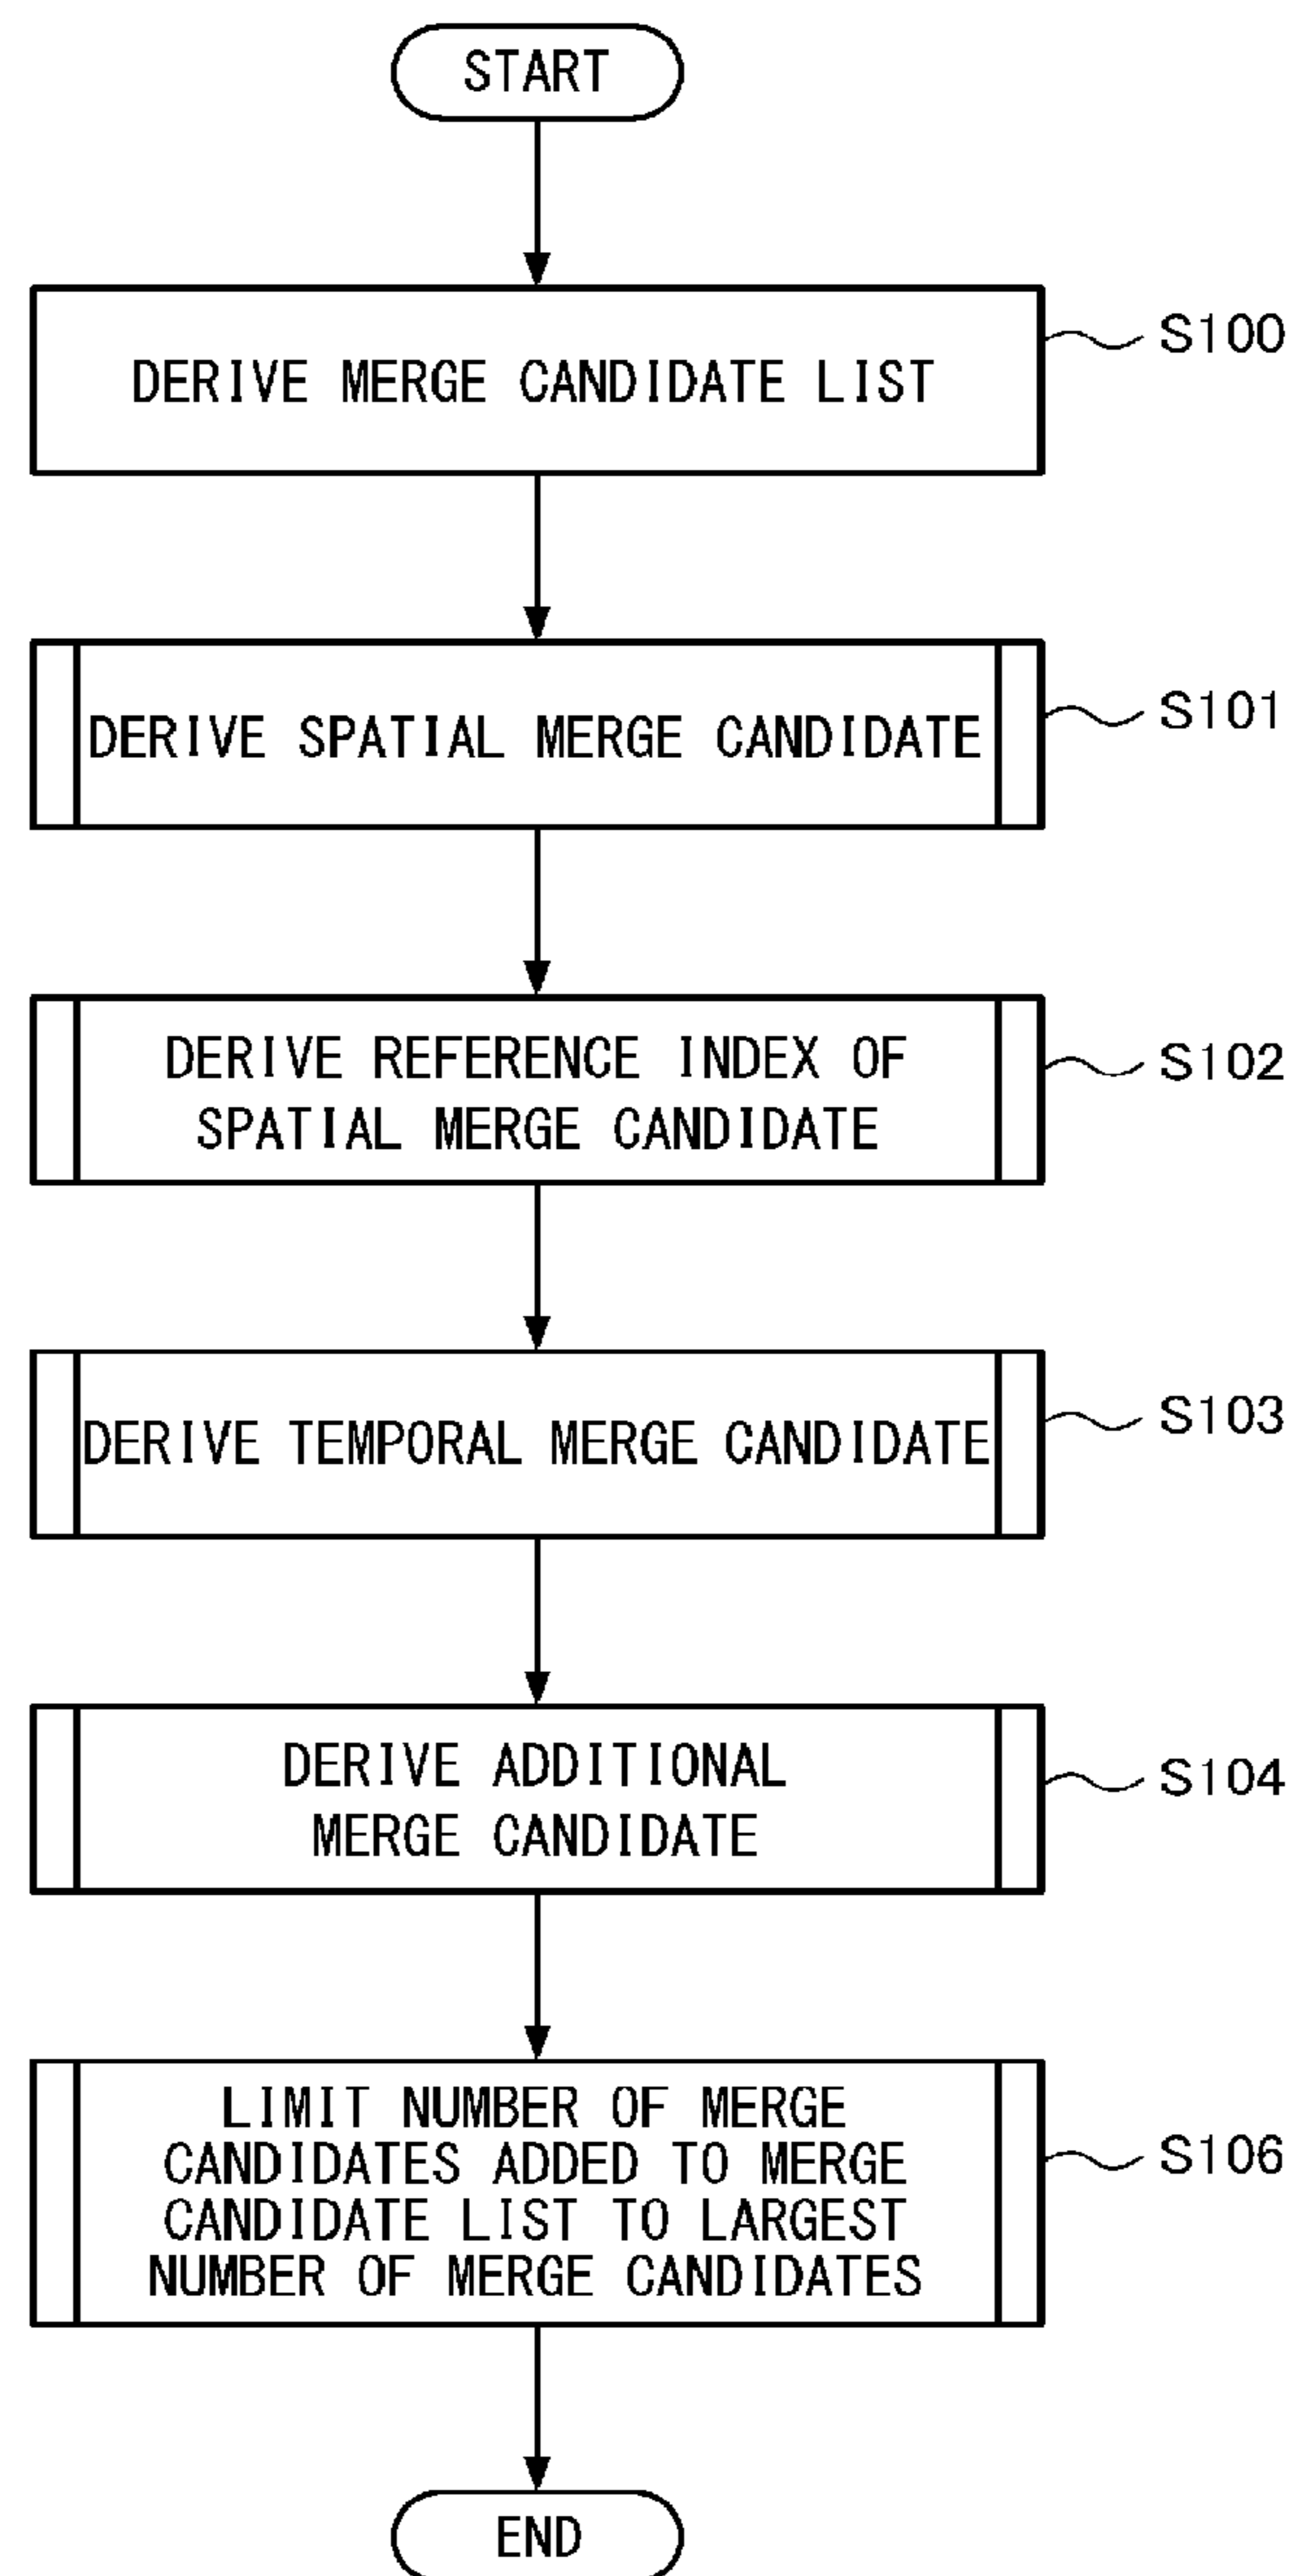 START
DERIVE MERGE CANDIDATE LIST
S100
DERIVE SPATIAL MERGE CANDIDATE
S101
DERIVE REFERENCE INDEX OF
SPATIAL MERGE CANDIDATE
S102
DERIVE TEMPORAL MERGE CANDIDATE
S103
DERIVE ADDITIONAL
MERGE CANDIDATE
S104
LIMIT NUMBER OF MERGE
CANDIDATES ADDED TO MERGE
CANDIDATE LIST TO LARGEST
NUMBER OF MERGE CANDIDATES
S106
END